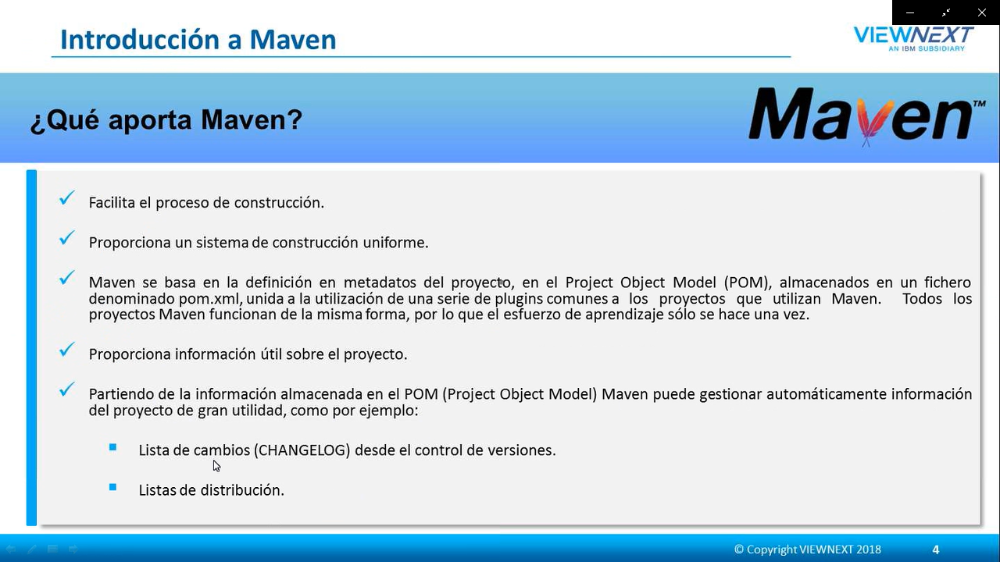 Introducción a Maven
VIEWNEXT
AN IBM SUBSIDIARY
¿Qué aporta Maven?
Maven™
Facilita el proceso de construcción.
Proporciona un sistema de construcción uniforme.
Maven se basa en la definición en metadatos del proyecto, en el Project Object Model (POM), almacenados en un fichero
denominado pom.xml, unida a la utilización de una serie de plugins comunes a los proyectos que utilizan Maven. Todos los
proyectos Maven funcionan de la misma forma, por lo que el esfuerzo de aprendizaje sólo se hace una vez.
Proporciona información útil sobre el proyecto.
Partiendo de la información almacenada en el POM (Project Object Model) Maven puede gestionar automáticamente información
del proyecto de gran utilidad, como por ejemplo:
Lista de cambios (CHANGELOG) desde el control de versiones.
Listas de distribución.
© Copyright VIEWNEXT 2018
4